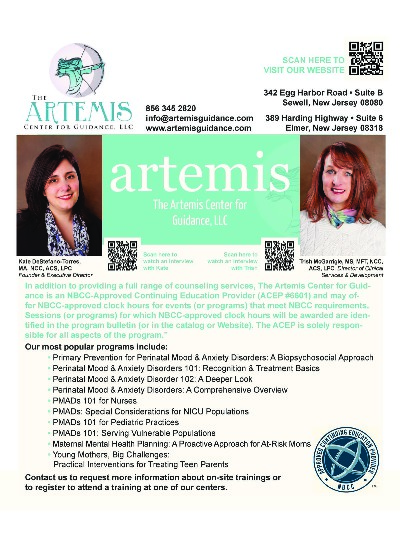 SCAN HERE TO
VISIT OUR WEBSITE
THE
ARTEMIS
CENTER FOR GUIDANCE, LLC
856 345 2820
info@artemisguidance.com
www.artemisguidance.com
342 Egg Harbor Road • Suite B
Sewell, New Jersey 08080
389 Harding Highway • Suite 6
Elmer, New Jersey 08318
artemis
The Artemis Center for
Guidance, LLC
Kate DeStefano-Torres,
MA, NCC, ACS, LPC
Founder & Executive Director
Scan here to
watch an interview
with Kate
Scan here to
watch an interview
with Trish
Trish McGarrigle, MS, MFT, NCC,
ACS, LPC Director of Clinical
Services & Development
In addition to providing a full range of counseling services, The Artemis Center for Guid-
ance is an NBCC-Approved Continuing Education Provider (ACEP #6601) and may of-
for NBCC-approved clock hours for events (or programs) that meet NBCC requirements.
Sessions (or programs) for which NBCC-approved clock hours will be awarded are iden-
tified in the program bulletin (or in the catalog or Website). The ACEP is solely respon-
sible for all aspects of the program."
Our most popular programs include:
• Primary Prevention for Perinatal Mood & Anxiety Disorders: A Biopsychosocial Approach
• Perinatal Mood & Anxiety Disorders 101: Recognition & Treatment Basics
• Perinatal Mood & Anxiety Disorder 102: A Deeper Look
• Perinatal Mood & Anxiety Disorders: A Comprehensive Overview
• PMADs 101 for Nurses
• PMADs: Special Considerations for NICU Populations
• PMADs 101 for Pediatric Practices
• PMADs 101: Serving Vulnerable Populations
• Maternal Mental Health Planning: A Proactive Approach for At-Risk Moms
• Young Mothers, Big Challenges:
Practical Interventions for Treating Teen Parents
Contact us to request more information about on-site trainings or
to register to attend a training at one of our centers.
APPROVED CONTINUING EDUCATION PROVIDER
NBCC